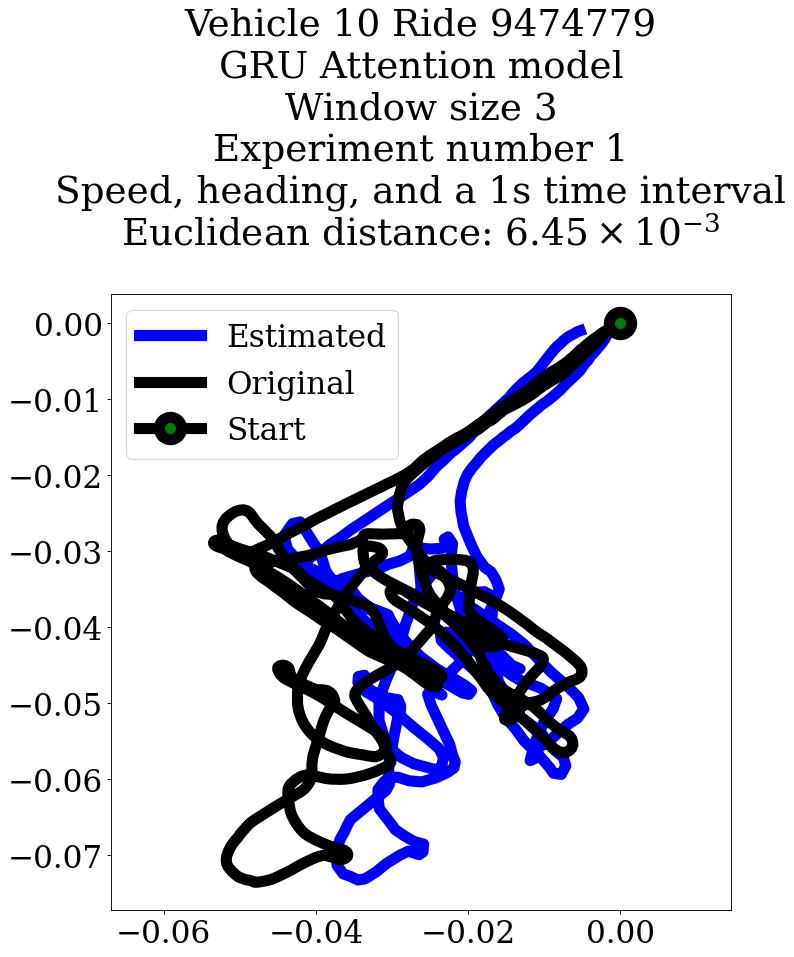 Vehicle 10 Ride 9474779
GRU Attention model
Window size 3
Experiment number 1
Speed, heading, and a 1s time interval
Euclidean distance: 6.45 × 10⁻³
Estimated
Original
Start
0.00
−0.01
−0.02
−0.03
−0.04
−0.05
−0.06
−0.07
−0.06 −0.04 −0.02 0.00